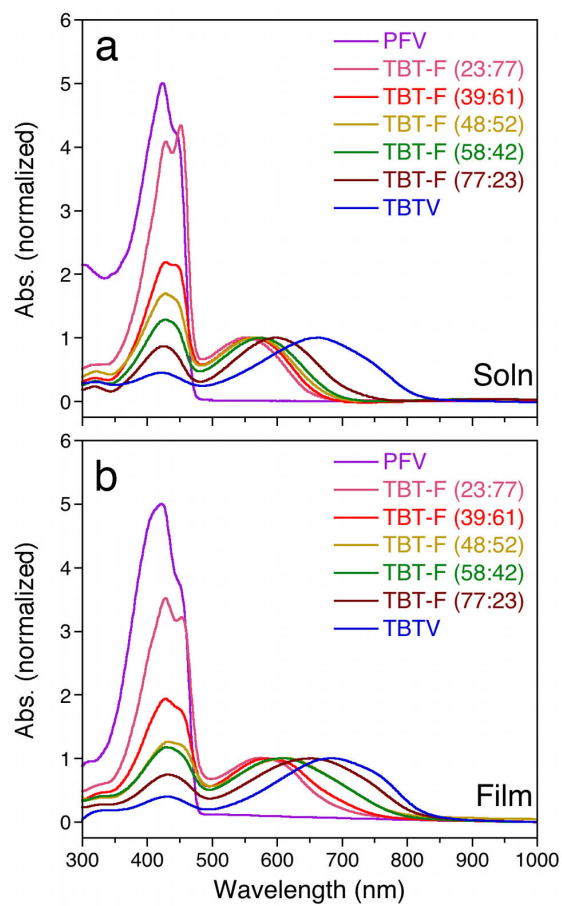 6
a
PFV
TBT-F (23:77)
5
TBT-F (39:61)
TBT-F (48:52)
4
TBT-F (58:42)
TBT-F (77:23)
3
TBTV
Abs. (normalized)
2
1
Soln
0
6
b
PFV
TBT-F (23:77)
5
TBT-F (39:61)
TBT-F (48:52)
4
TBT-F (58:42)
TBT-F (77:23)
3
TBTV
Abs. (normalized)
2
1
Film
0
300 400 500 600 700 800 900 1000
Wavelength (nm)